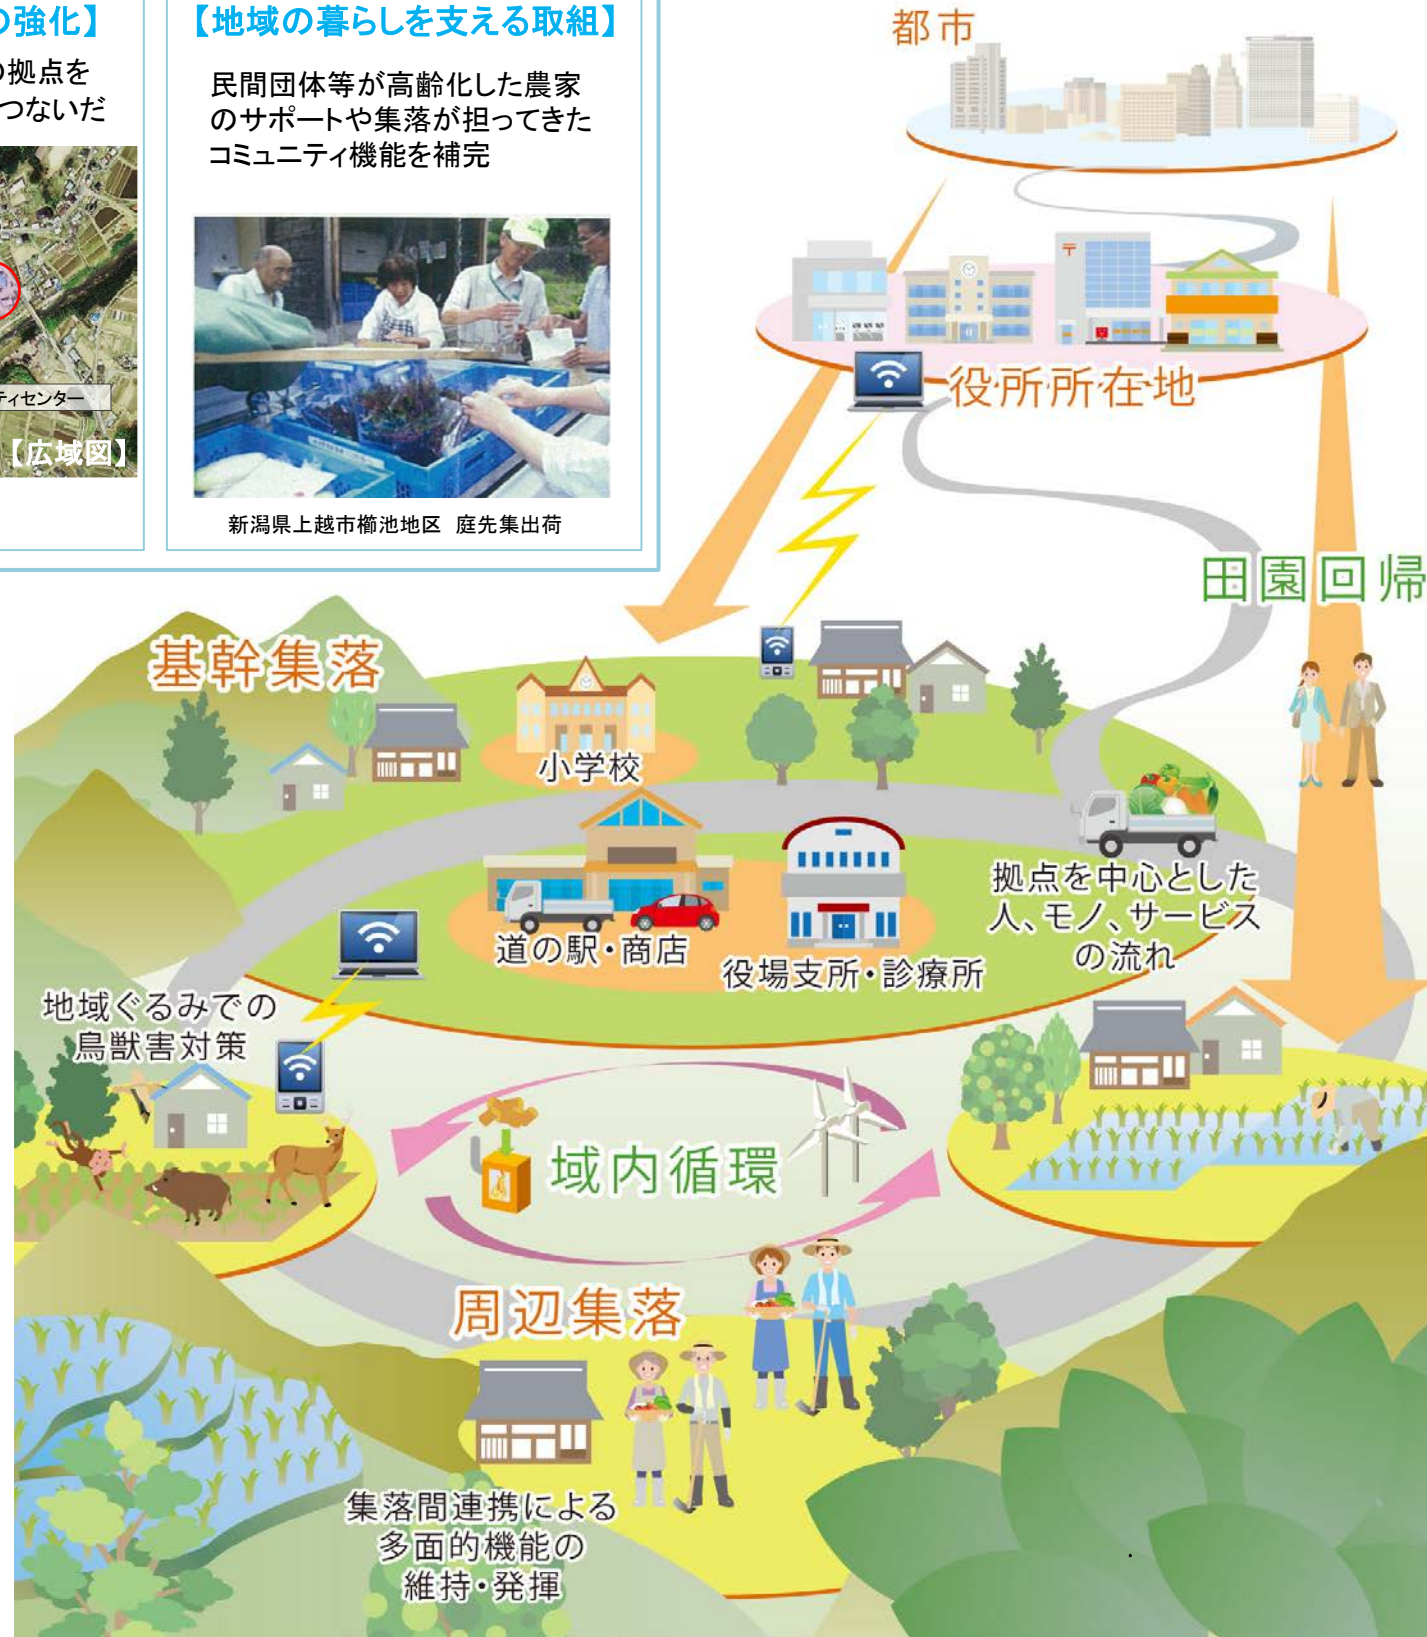 の強化】
の拠点を
つないだ
ティセンター
【広域図】
【地域の暮らしを支える取組】
民間団体等が高齢化した農家
のサポートや集落が担ってきた
コミュニティ機能を補完
新潟県上越市櫛池地区 庭先集出荷
都市
〒
役所所在地
田園回帰
基幹集落
小学校
道の駅・商店
役場支所・診療所
拠点を中心とした
人、モノ、サービス
の流れ
地域ぐるみでの
鳥獣害対策
域内循環
周辺集落
集落間連携による
多面的機能の
維持・発揮